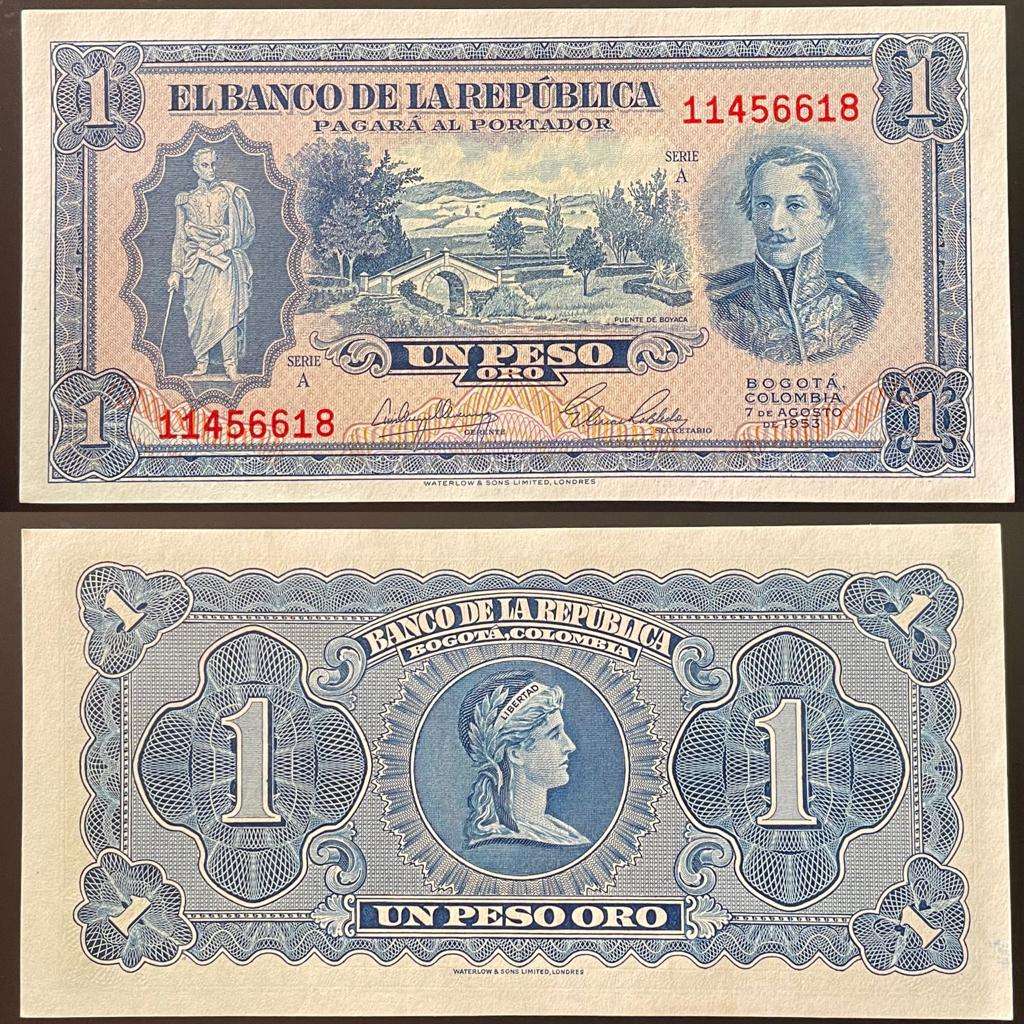 1
1
EL BANCO DE LA REPÚBLICA
11456618
PAGARÁ AL PORTADOR
SERIE
A
PUENTE DE BOYACA
UN PESO
ORO
SERIE
A
BOGOTÁ,
COLOMBIA
7 DE AGOSTO
DE 1953
1
11456618
GERENTE
SECRETARIO
1
WATERLOW & SONS LIMITED, LONDRES
1
1
BANCO DE LA REPÚBLICA
BOGOTÁ, COLOMBIA
LIBERTAD
1
1
1
UN PESO ORO
1
WATERLOW & SONS LIMITED, LONDRES